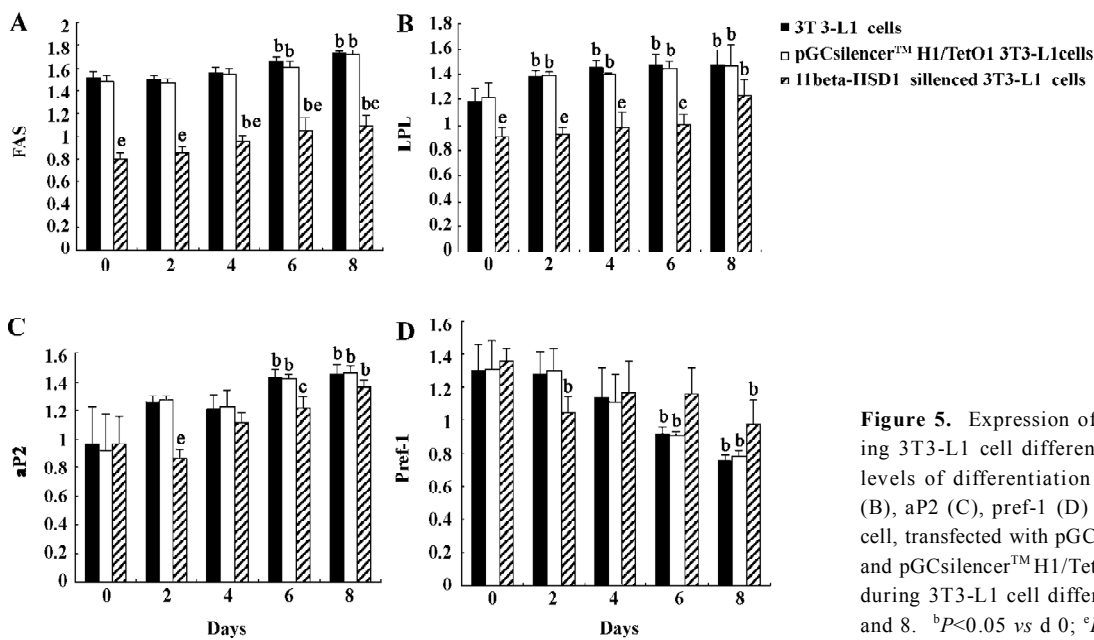 A
2
1.8
1.6
1.4
1.2
1
0.8
0.6
0.4
0.2
0
FAS
b b
b b
be
be
be
e
e
0 2 4 6 8
B
1.8
1.6
1.4
1.2
1
0.8
0.6
0.4
0.2
0
LPL
b b
b b
b b
b b
b
e
e
e
e
0 2 4 6 8
■ 3T 3-L1 cells
□ pGCsilencer™ H1/TetO1 3T3-L1cells
11beta-HSD1 sillenced 3T3-L1 cells
C
1.6
1.4
1.2
1
0.8
0.6
0.4
0.2
0
aP2
e
b b
c
b b
b
0 2 4 6 8
Days
D
1.6
1.4
1.2
1
0.8
0.6
0.4
0.2
0
Pref-1
b
b b
b b
b
0 2 4 6 8
Days
Figure 5. Expression of
ing 3T3-L1 cell differen
levels of differentiation
(B), aP2 (C), pref-1 (D)
cell, transfected with pGC
and pGCsilencer™H1/Tet
during 3T3-L1 cell differ
and 8. ᵇP<0.05 vs d 0; ᵉP